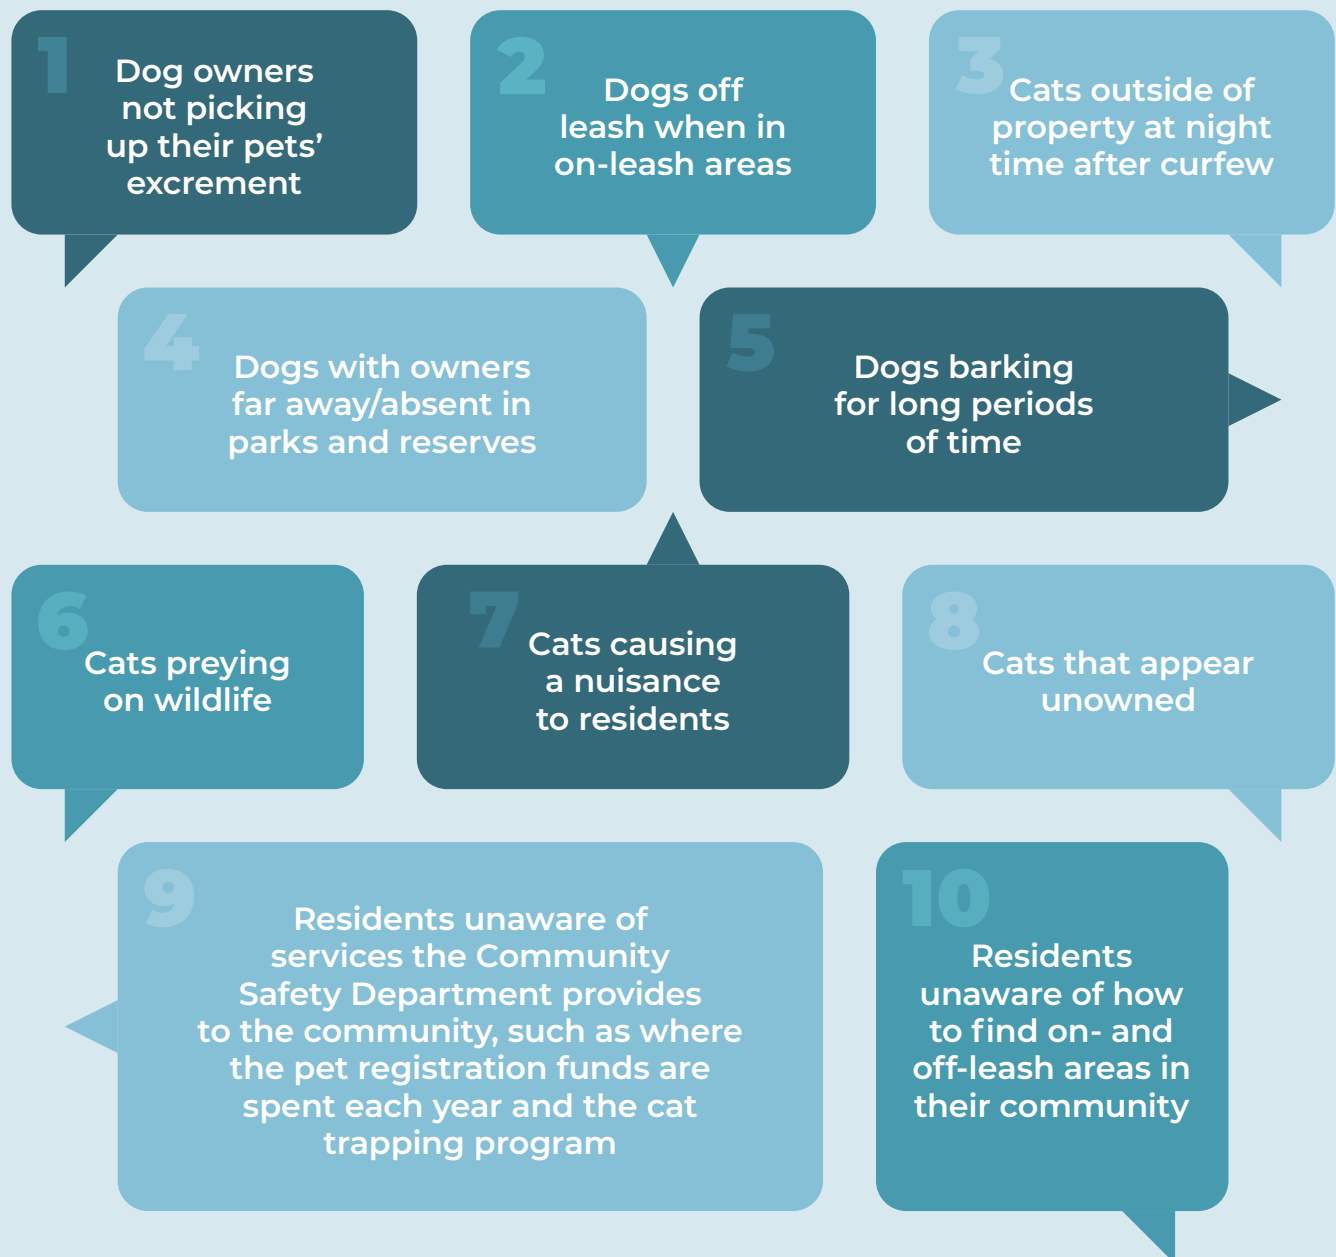 1
Dog owners
not picking
up their pets’
excrement
2
Dogs off
leash when in
on-leash areas
3
Cats outside of
property at night
time after curfew
4
Dogs with owners
far away/absent in
parks and reserves
5
Dogs barking
for long periods
of time
6
Cats preying
on wildlife
7
Cats causing
a nuisance
to residents
8
Cats that appear
unowned
9
Residents unaware of
services the Community
Safety Department provides
to the community, such as where
the pet registration funds are
spent each year and the cat
trapping program
10
Residents
unaware of how
to find on- and
off-leash areas in
their community